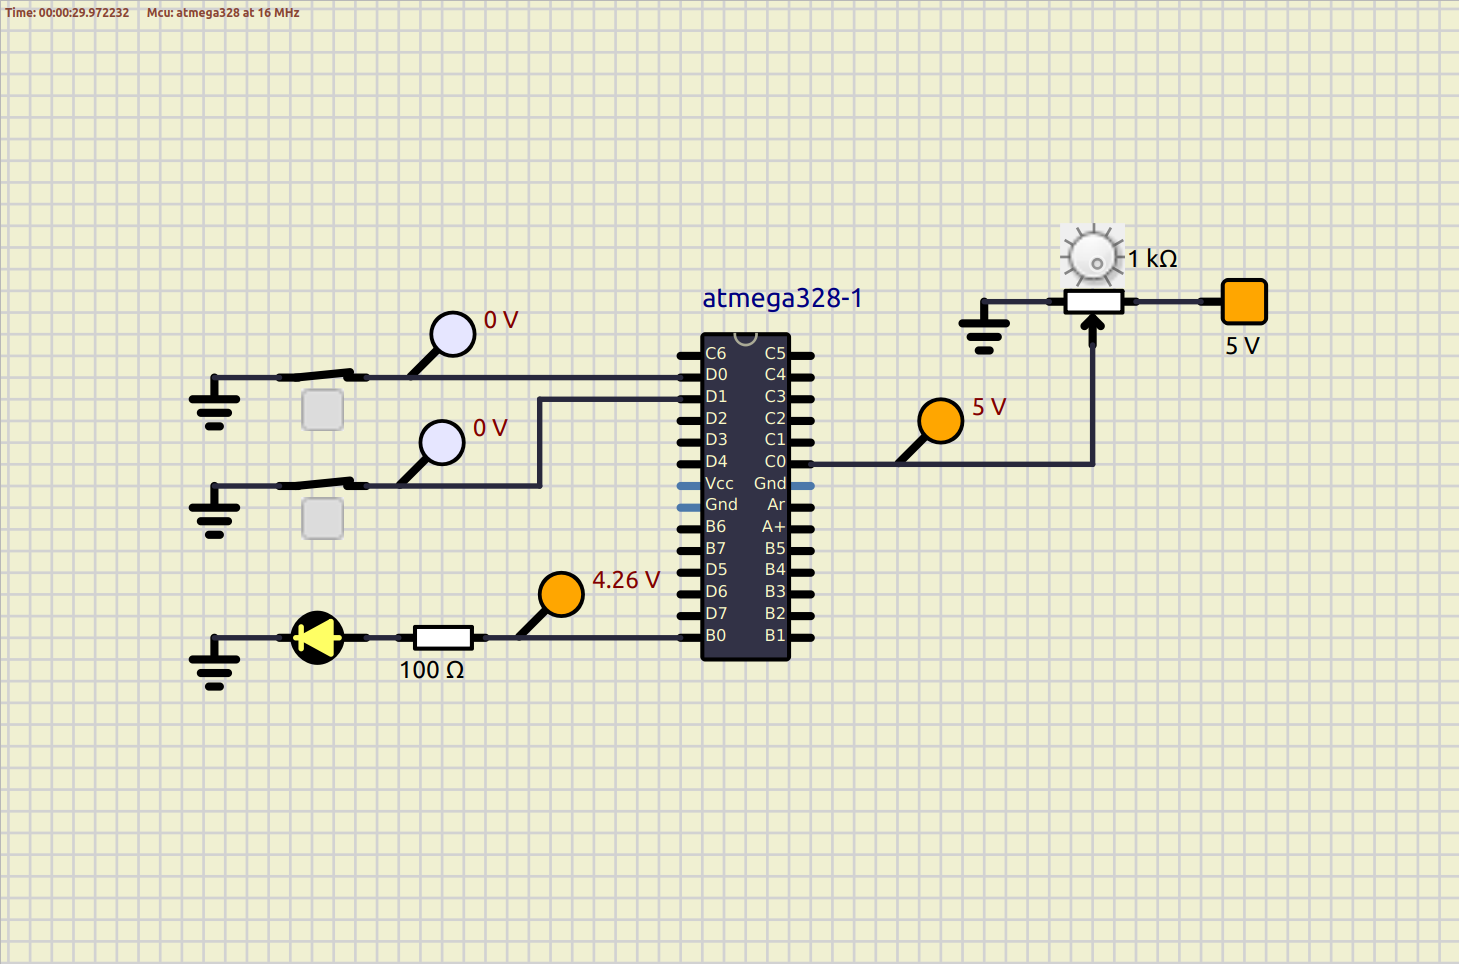 Time: 00:00:29.972232 Mcu: atmega328 at 16 MHz
1 kΩ
5 V
atmega328-1
0 V
0 V
5 V
4.26 V
100 Ω
C6 C5
D0 C4
D1 C3
D2 C2
D3 C1
D4 C0
Vcc Gnd
Gnd Ar
B6 A+
B7 B5
D5 B4
D6 B3
D7 B2
B0 B1